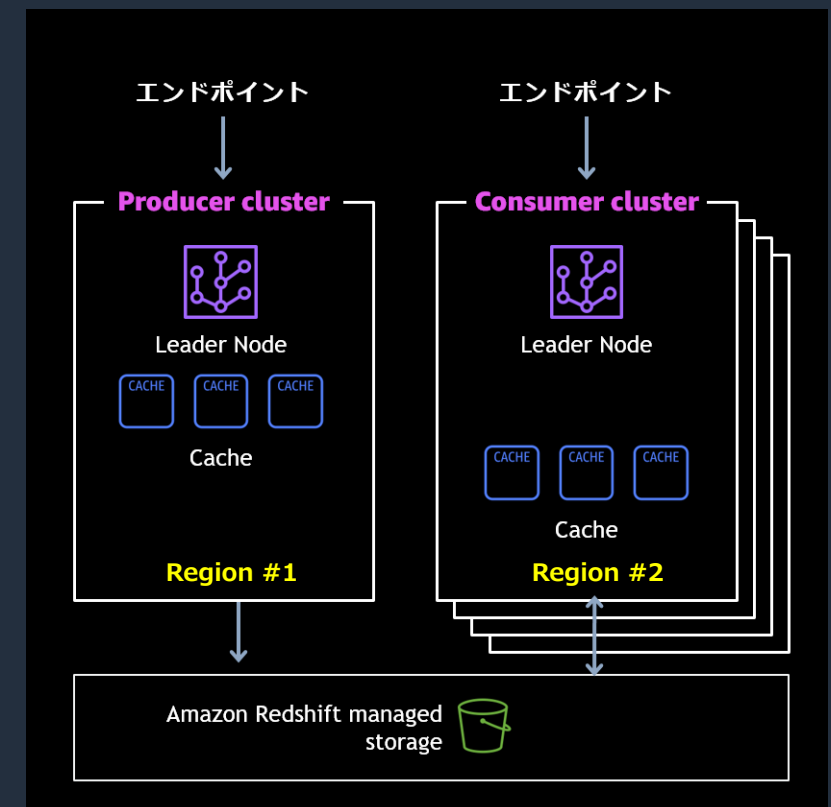 エンドポイント
エンドポイント
Producer cluster
Consumer cluster
Leader Node
Leader Node
CACHE CACHE CACHE
Cache
CACHE CACHE CACHE
Cache
Region #1
Region #2
Amazon Redshift managed
storage